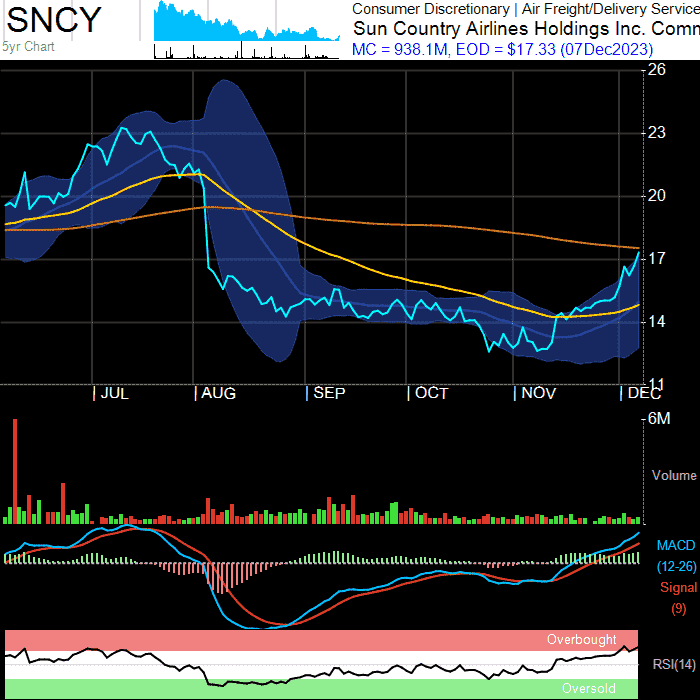 SNCY
5yr Chart
Consumer Discretionary | Air Freight/Delivery Service
Sun Country Airlines Holdings Inc. Comm
MC = 938.1M, EOD = $17.33 (07Dec2023)
26
23
20
17
14
11
| JUL | AUG | SEP | OCT | NOV | DEC
6M
Volume
MACD
(12-26)
Signal
(9)
Overbought
RSI(14)
Oversold